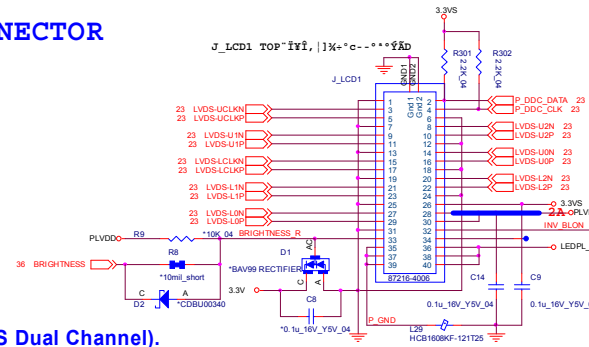 NECTOR
3.3VS
J_LCD1
R301
2.2K_04
R302
2.2K_04
GND1
GND2
Gnd1
Gnd2
1 2
3 4
5 6
7 8
9 10
11 12
13 14
15 16
17 18
19 20
21 22
23 24
25 26
27 28
29 30
31 32
33 34
35 36
37 38
39 40
87216-4006
23 LVDS-UCLKN
23 LVDS-UCLKP
23 LVDS-U1N
23 LVDS-U1P
23 LVDS-LCLKN
23 LVDS-LCLKP
23 LVDS-L1N
23 LVDS-L1P
23 LVDS-L0N
23 LVDS-L0P
P_DDC_DATA 23
P_DDC_CLK 23
LVDS-U2N 23
LVDS-U2P 23
LVDS-U0N 23
LVDS-U0P 23
LVDS-L2N 23
LVDS-L2P 23
3.3VS
2A
INV_BLON
LEDPL_
PLVDD
R9
*10K_04
BRIGHTNESS_R
36 BRIGHTNESS
R8
*10mil_short
C A
D2
*CDBU00340
D1
AC
*BAV99 RECTIFIER
C A
3.3V
C8
*0.1u_16V_Y5V_04
P_GND
L29
HCB1608KF-121T25
C14
0.1u_16V_Y5V_04
C9
S Dual Channel).